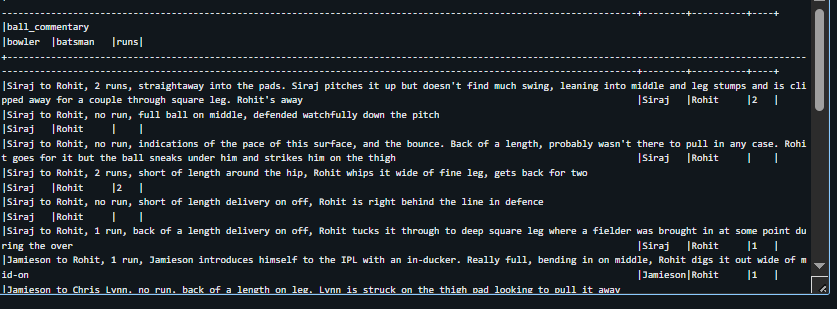 --------------------------------------------------------------------------------------------------------+-------+---------+----+
|ball_commentary
|bowler |batsman |runs|
+--------------------------------------------------------------------------------------------------------------------------------
--------------------------------------------------------------------------------------------------------+-------+---------+----+
|Siraj to Rohit, 2 runs, straightaway into the pads. Siraj pitches it up but doesn't find much swing, leaning into middle and leg stumps and is cli
pped away for a couple through square leg. Rohit's away |Siraj |Rohit |2 |
|Siraj to Rohit, no run, full ball on middle, defended watchfully down the pitch
|Siraj |Rohit | |
|Siraj to Rohit, no run, indications of the pace of this surface, and the bounce. Back of a length, probably wasn't there to pull in any case. Rohi
t goes for it but the ball sneaks under him and strikes him on the thigh |Siraj |Rohit | |
|Siraj to Rohit, 2 runs, short of length around the hip, Rohit whips it wide of fine leg, gets back for two
|Siraj |Rohit |2 |
|Siraj to Rohit, no run, short of length delivery on off, Rohit is right behind the line in defence
|Siraj |Rohit | |
|Siraj to Rohit, 1 run, back of a length delivery on off, Rohit tucks it through to deep square leg where a fielder was brought in at some point du
ring the over |Siraj |Rohit |1 |
|Jamieson to Rohit, 1 run, Jamieson introduces himself to the IPL with an in-ducker. Really full, bending in on middle, Rohit digs it out wide of m
id-on |Jamieson|Rohit |1 |
|Jamieson to Chris Lynn, no run, back of a length on leg, Lynn is struck on the thigh pad looking to pull it away